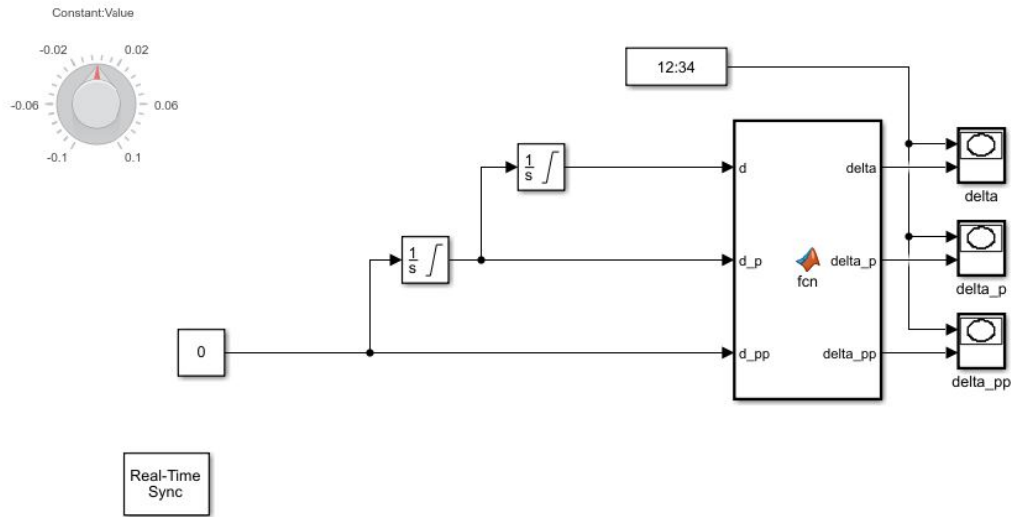 Constant:Value
-0.02
0.02
-0.06
0.06
-0.1
0.1
12:34
1
s
d
delta
delta
1
s
d_p
delta_p
fcn
delta_p
0
d_pp
delta_pp
delta_pp
Real-Time
Sync